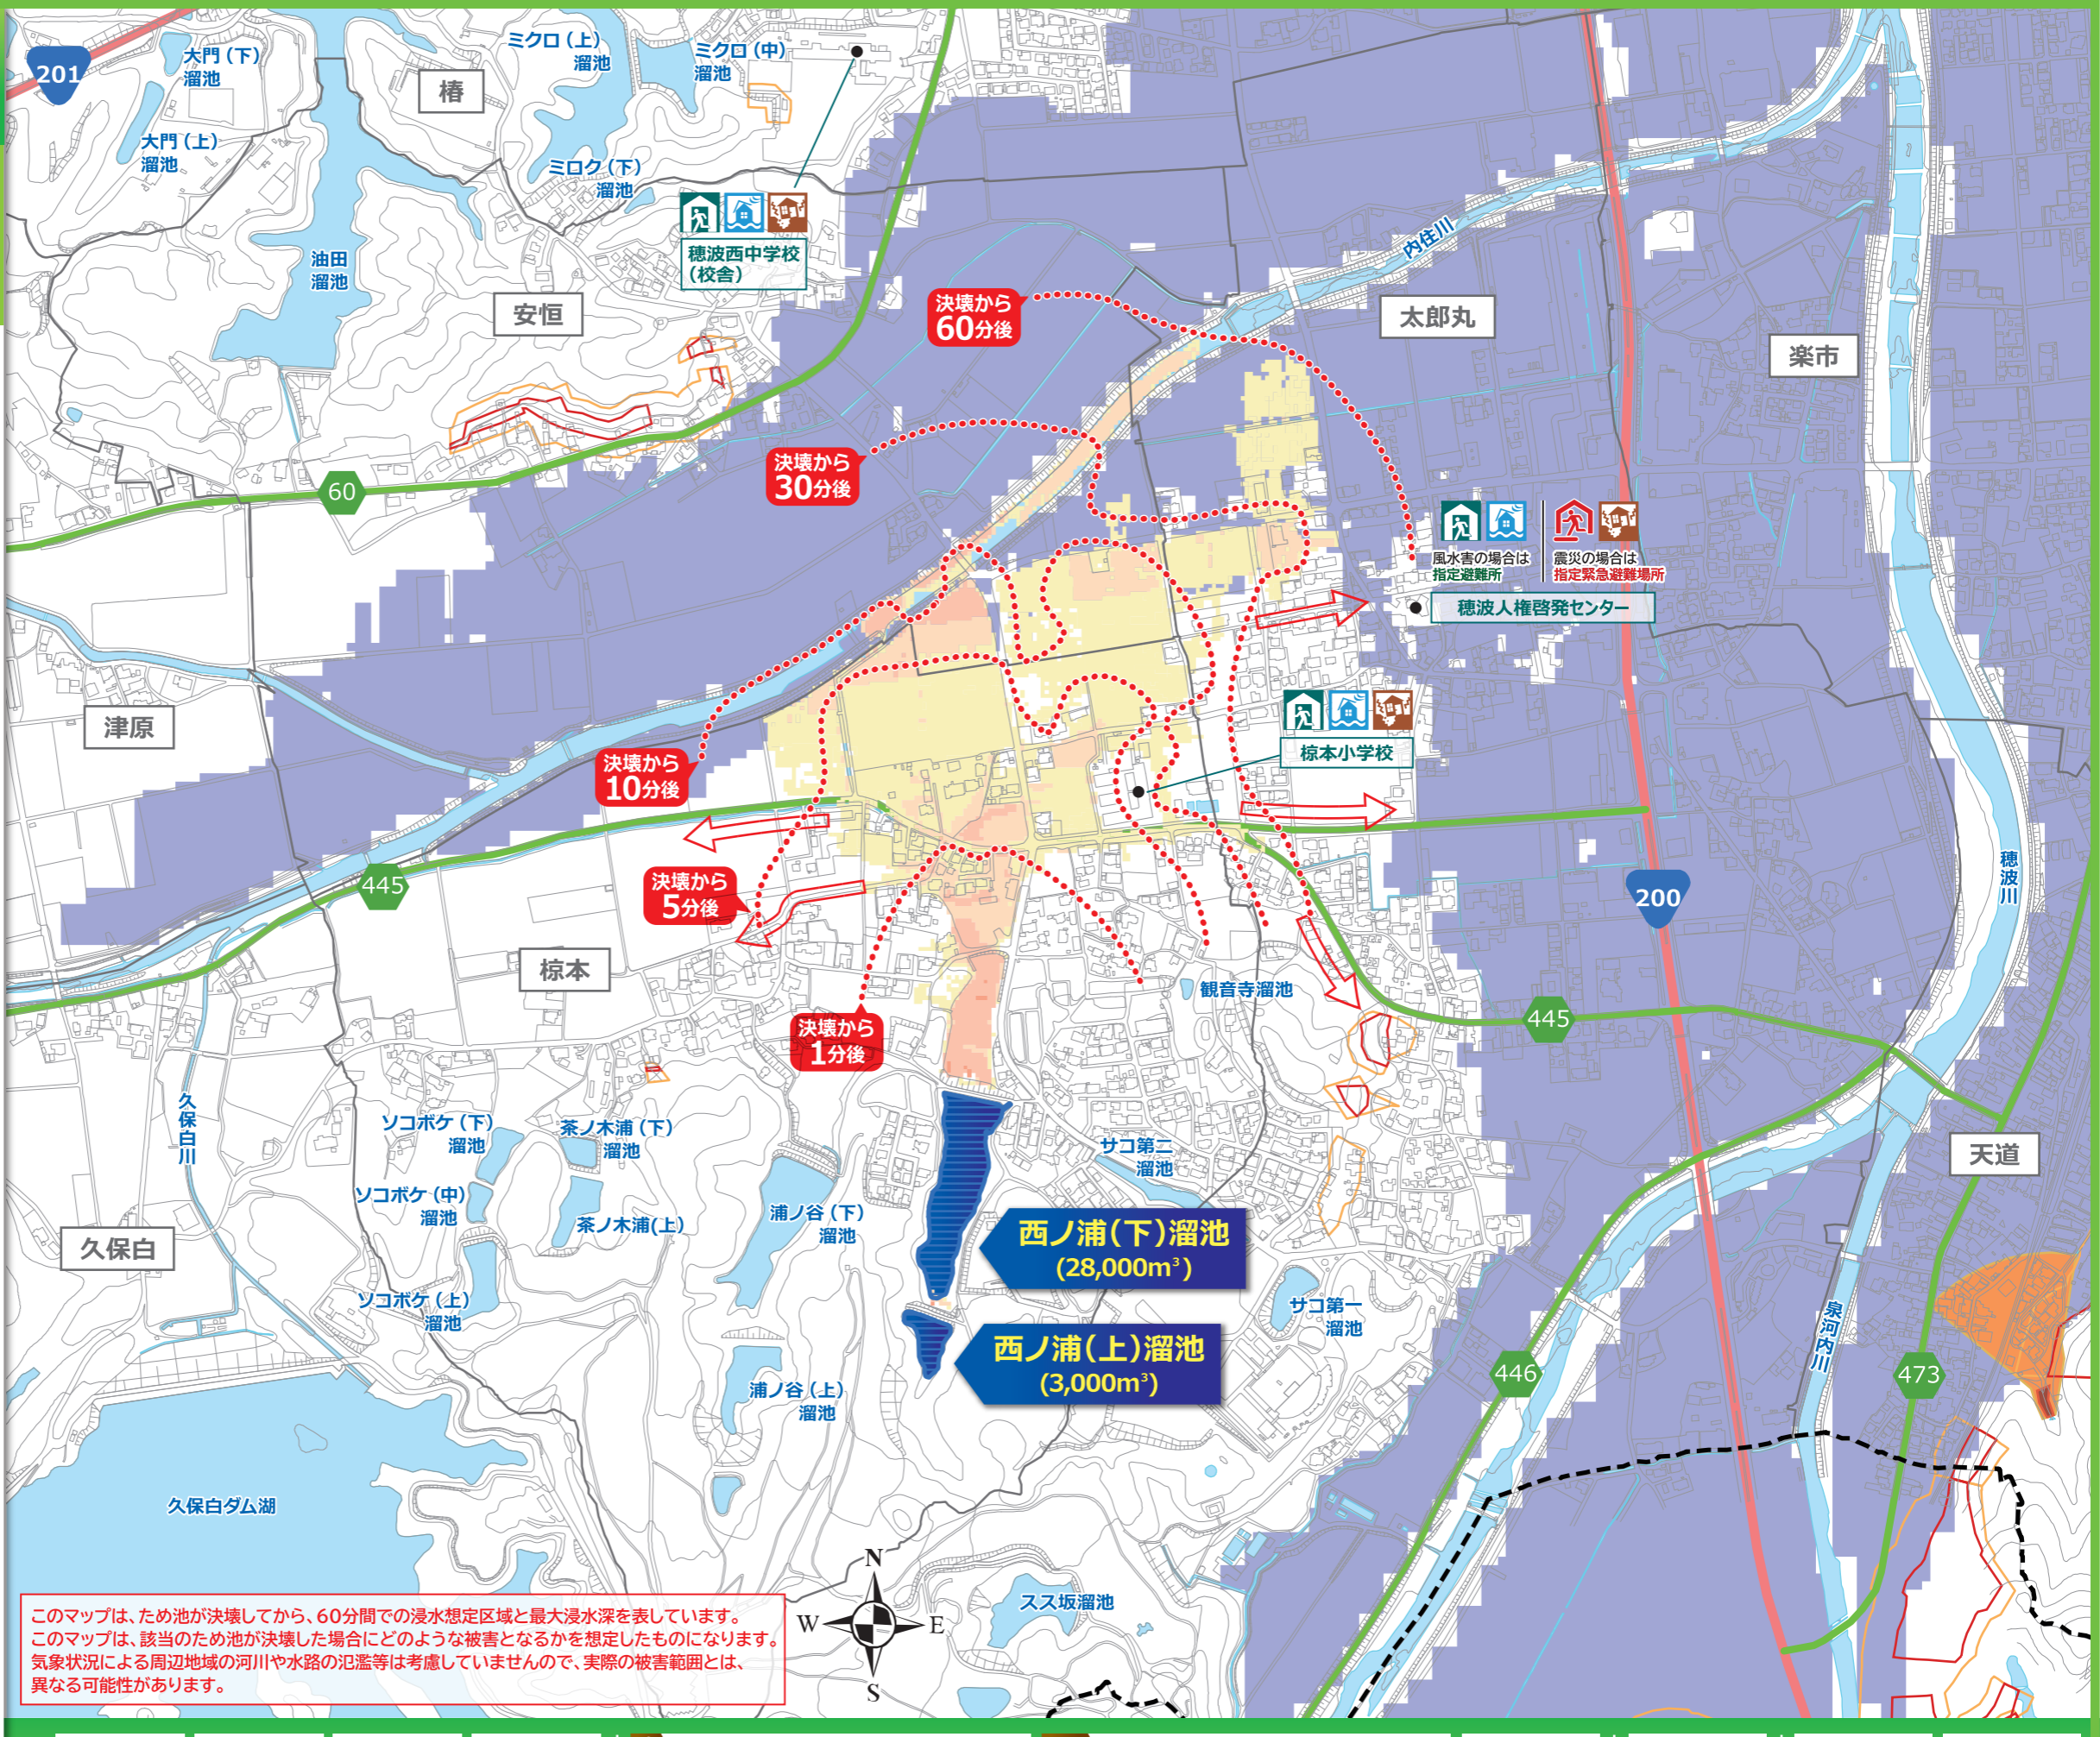 201
大門（下）
溜池
大門（上）
溜池
椿
ミクロ（上）
溜池
ミクロ（中）
溜池
ミロク（下）
溜池
油田
溜池
安恒
穂波西中学校
（校舎）
内住川
太郎丸
楽市
決壊から
60分後
決壊から
30分後
60
風水害の場合は
指定避難所
震災の場合は
指定緊急避難場所
穂波人権啓発センター
津原
椋本小学校
決壊から
10分後
445
決壊から
5分後
200
穂波川
椋本
観音寺溜池
445
決壊から
1分後
久保白川
ソコボケ（下）
溜池
茶ノ木浦（下）
溜池
サコ第二
溜池
天道
ソコボケ（中）
溜池
茶ノ木浦(上)
浦ノ谷（下）
溜池
西ノ浦（下）溜池
(28,000m³)
久保白
ソコボケ（上）
溜池
サコ第一
溜池
泉河内川
西ノ浦（上）溜池
(3,000m³)
446
473
浦ノ谷（上）
溜池
久保白ダム湖
N
W
E
S
スス坂溜池
このマップは、ため池が決壊してから、60分間での浸水想定区域と最大浸水深を表しています。
このマップは、該当のため池が決壊した場合にどのような被害となるかを想定したものになります。
気象状況による周辺地域の河川や水路の氾濫等は考慮していませんので、実際の被害範囲とは、
異なる可能性があります。